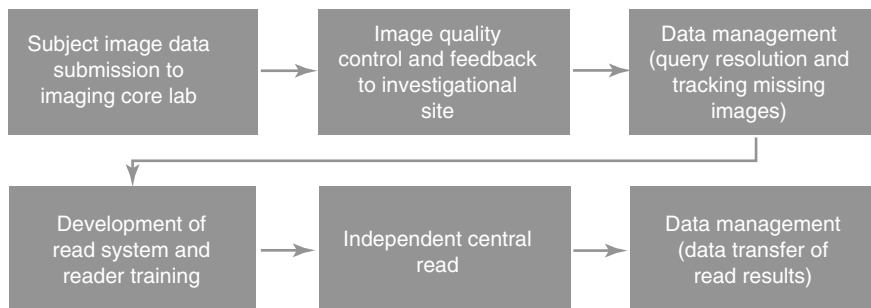 Subject image data
submission to
imaging core lab
Image quality
control and feedback
to investigational
site
Data management
(query resolution and
tracking missing
images)
Development of
read system and
reader training
Independent central
read
Data management
(data transfer of
read results)